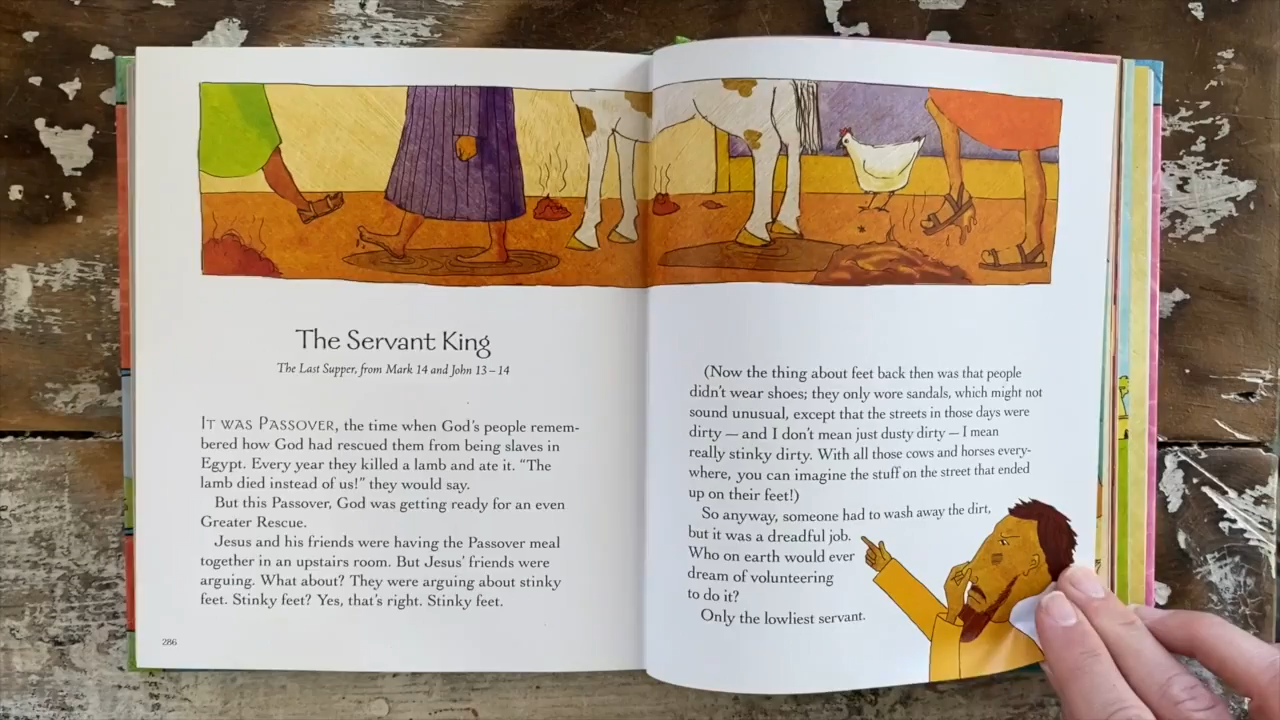 The Servant King
The Last Supper, from Mark 14 and John 13 – 14
IT WAS PASSOVER, the time when God's people remem-
bered how God had rescued them from being slaves in
Egypt. Every year they killed a lamb and ate it. “The
lamb died instead of us!” they would say.
But this Passover, God was getting ready for an even
Greater Rescue.
Jesus and his friends were having the Passover meal
together in an upstairs room. But Jesus' friends were
arguing. What about? They were arguing about stinky
feet. Stinky feet? Yes, that's right. Stinky feet.
286
(Now the thing about feet back then was that people
didn't wear shoes; they only wore sandals, which might not
sound unusual, except that the streets in those days were
dirty — and I don't mean just dusty dirty — I mean
really stinky dirty. With all those cows and horses every-
where, you can imagine the stuff on the street that ended
up on their feet!)
So anyway, someone had to wash away the dirt,
but it was a dreadful job.
Who on earth would ever
dream of volunteering
to do it?
Only the lowliest servant.